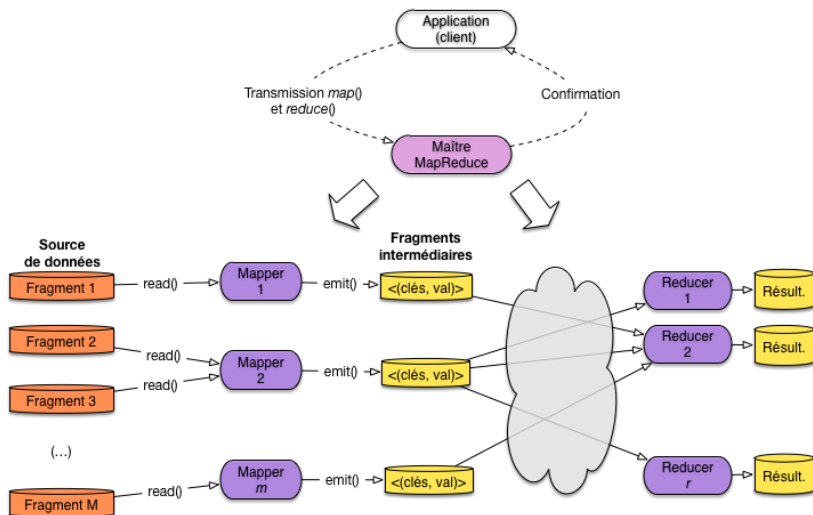 Application
(client)
Transmission map()
et reduce()
Confirmation
Maître
MapReduce
Source
de données
Fragments
intermédiaires
Fragment 1
read()
Mapper
1
emit()
<(clés, val)>
Reducer
1
Résult.
Fragment 2
read()
Mapper
2
emit()
<(clés, val)>
Reducer
2
Résult.
read()
Fragment 3
(...)
Fragment M
read()
Mapper
m
emit()
<(clés, val)>
Reducer
r
Résult.